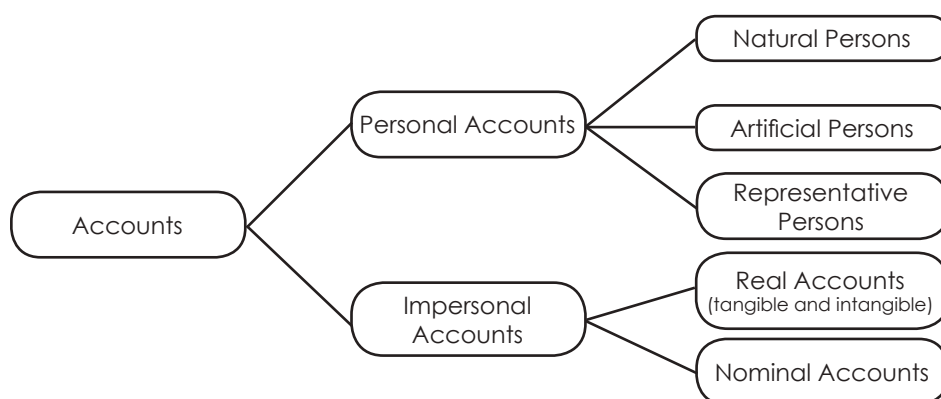 Natural Persons
Personal Accounts
Artificial Persons
Representative
Persons
Accounts
Real Accounts
(tangible and intangible)
Impersonal
Accounts
Nominal Accounts